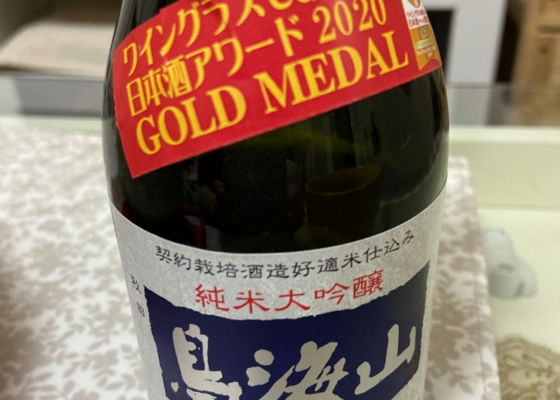 ワイングラスでお
日本酒アワード 2020
GOLD MEDAL
契約栽培酒造好適米仕込み
純米大吟醸
鳥海山